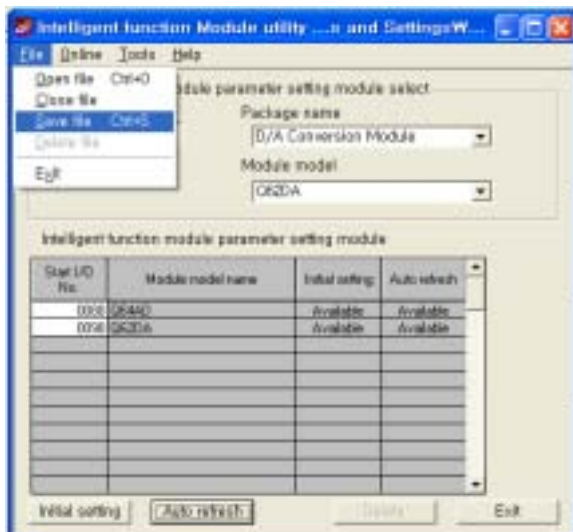 Intelligent function Module utility ....s and Settings₩...
File Online Tools Help
Open file Ctrl+O
Close file
Save file Ctrl+S
Delete file
Exit
module parameter setting module select
Package name
D/A Conversion Module
Module model
Q62DA
Intelligent function module parameter setting module
Start I/O No. Module model name Initial setting Auto refresh
Q64AD Available Available
Q62DA Available Available
Initial setting Auto refresh Delete Exit